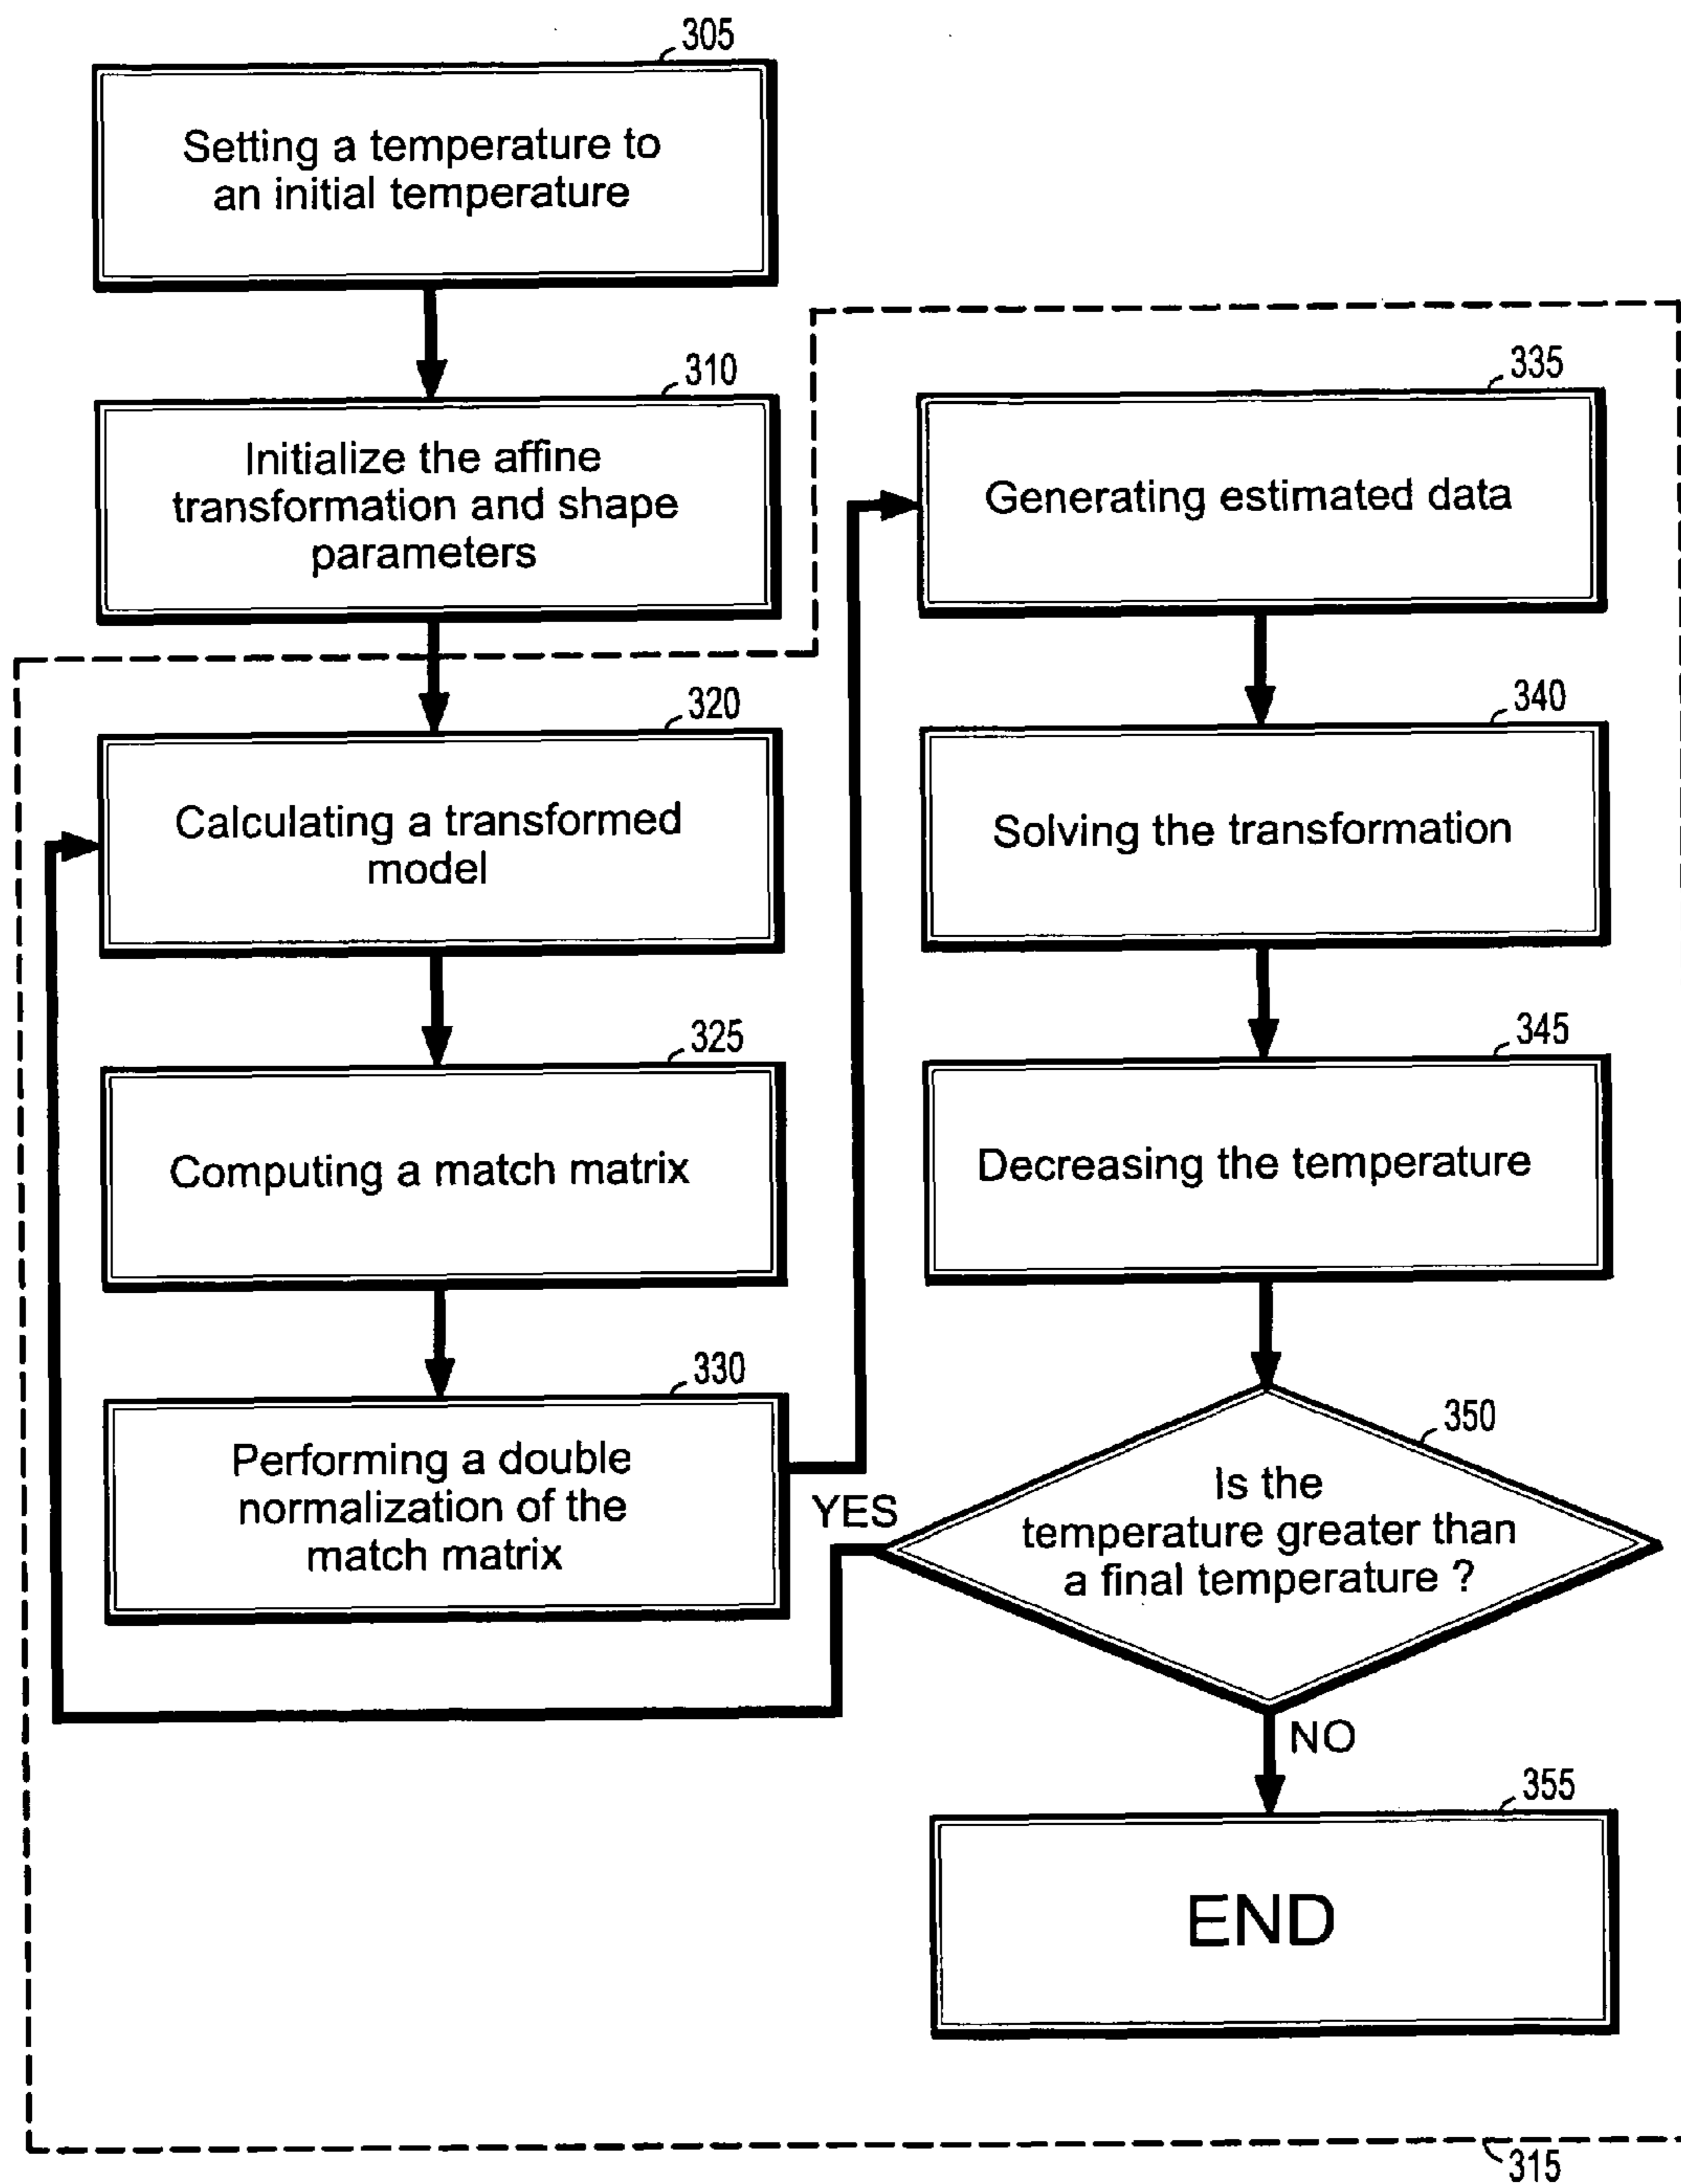 305
Setting a temperature to
an initial temperature
310
Initialize the affine
transformation and shape
parameters
320
Calculating a transformed
model
325
Computing a match matrix
330
Performing a double
normalization of the
match matrix
335
Generating estimated data
340
Solving the transformation
345
Decreasing the temperature
350
Is the
temperature greater than
a final temperature ?
YES
NO
355
END
315